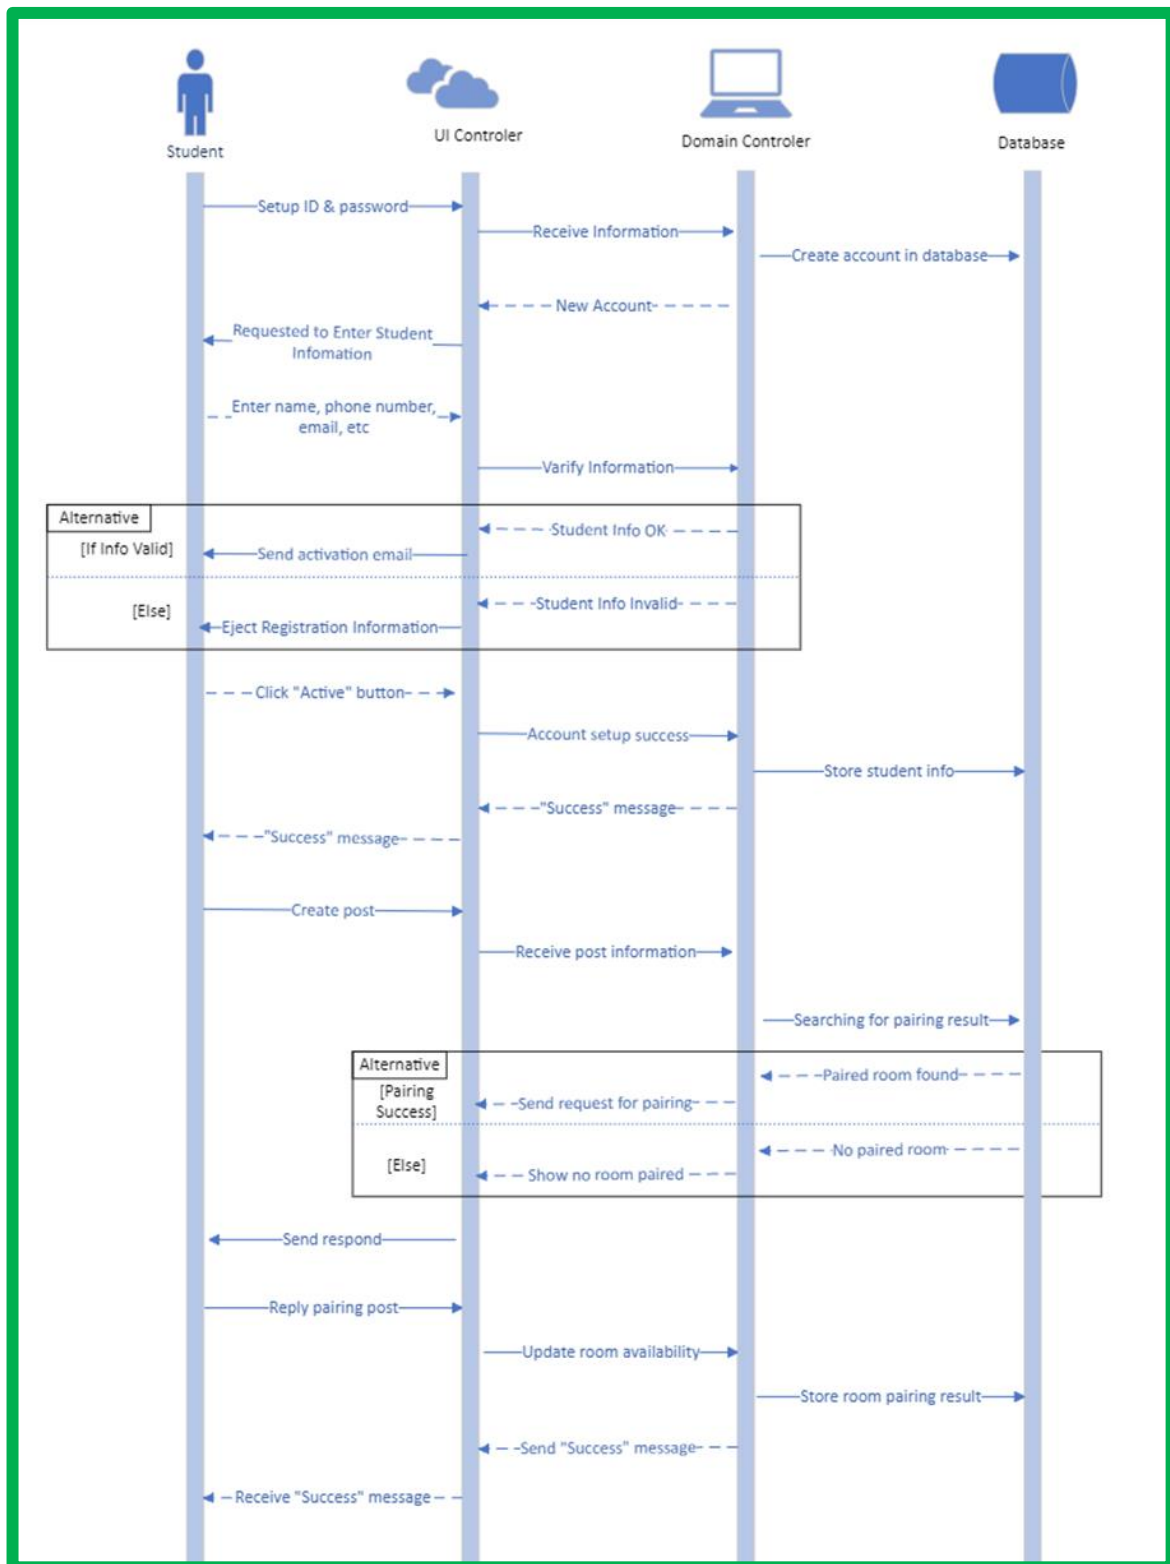 Student
UI Controler
Domain Controler
Database
Setup ID & password
Receive Information
Create account in database
New Account
Requested to Enter Student
Infomation
Enter name, phone number,
email, etc
Varify Information
Alternative
[If Info Valid]
Student Info OK
Send activation email
[Else]
Student Info Invalid
Eject Registration Information
Click "Active" button
Account setup success
Store student info
"Success" message
"Success" message
Create post
Receive post information
Searching for pairing result
Alternative
[Pairing
Success]
Paired room found
Send request for pairing
[Else]
No paired room
Show no room paired
Send respond
Reply pairing post
Update room availability
Store room pairing result
Send "Success" message
Receive "Success" message